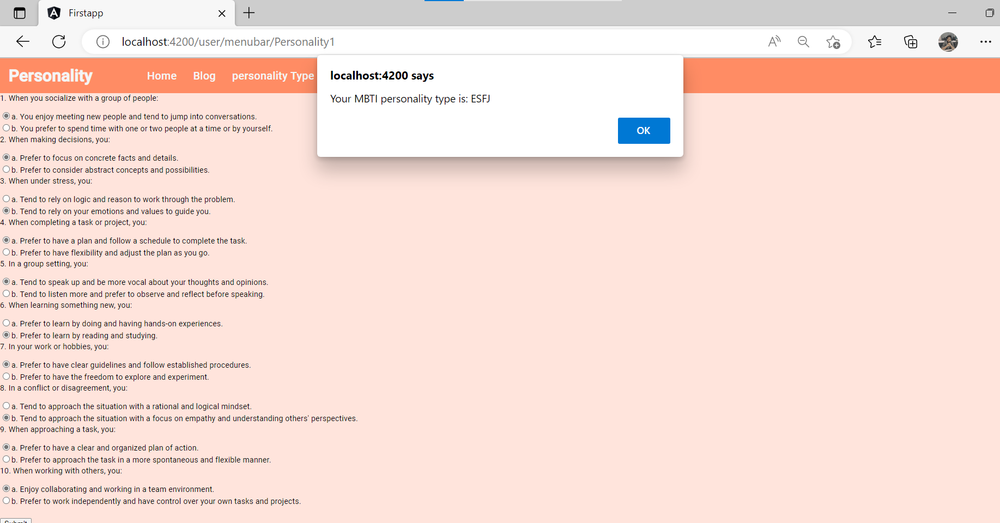 Firstapp
localhost:4200/user/menubar/Personality1
localhost:4200 says
Your MBTI personality type is: ESFJ
OK
Personality Home Blog personality Type
1. When you socialize with a group of people:
a. You enjoy meeting new people and tend to jump into conversations.
b. You prefer to spend time with one or two people at a time or by yourself.
2. When making decisions, you:
a. Prefer to focus on concrete facts and details.
b. Prefer to consider abstract concepts and possibilities.
3. When under stress, you:
a. Tend to rely on logic and reason to work through the problem.
b. Tend to rely on your emotions and values to guide you.
4. When completing a task or project, you:
a. Prefer to have a plan and follow a schedule to complete the task.
b. Prefer to have flexibility and adjust the plan as you go.
5. In a group setting, you:
a. Tend to speak up and be more vocal about your thoughts and opinions.
b. Tend to listen more and prefer to observe and reflect before speaking.
6. When learning something new, you:
a. Prefer to learn by doing and having hands-on experiences.
b. Prefer to learn by reading and studying.
7. In your work or hobbies, you:
a. Prefer to have clear guidelines and follow established procedures.
b. Prefer to have the freedom to explore and experiment.
8. In a conflict or disagreement, you:
a. Tend to approach the situation with a rational and logical mindset.
b. Tend to approach the situation with a focus on empathy and understanding others' perspectives.
9. When approaching a task, you:
a. Prefer to have a clear and organized plan of action.
b. Prefer to approach the task in a more spontaneous and flexible manner.
10. When working with others, you:
a. Enjoy collaborating and working in a team environment.
b. Prefer to work independently and have control over your own tasks and projects.
Submit